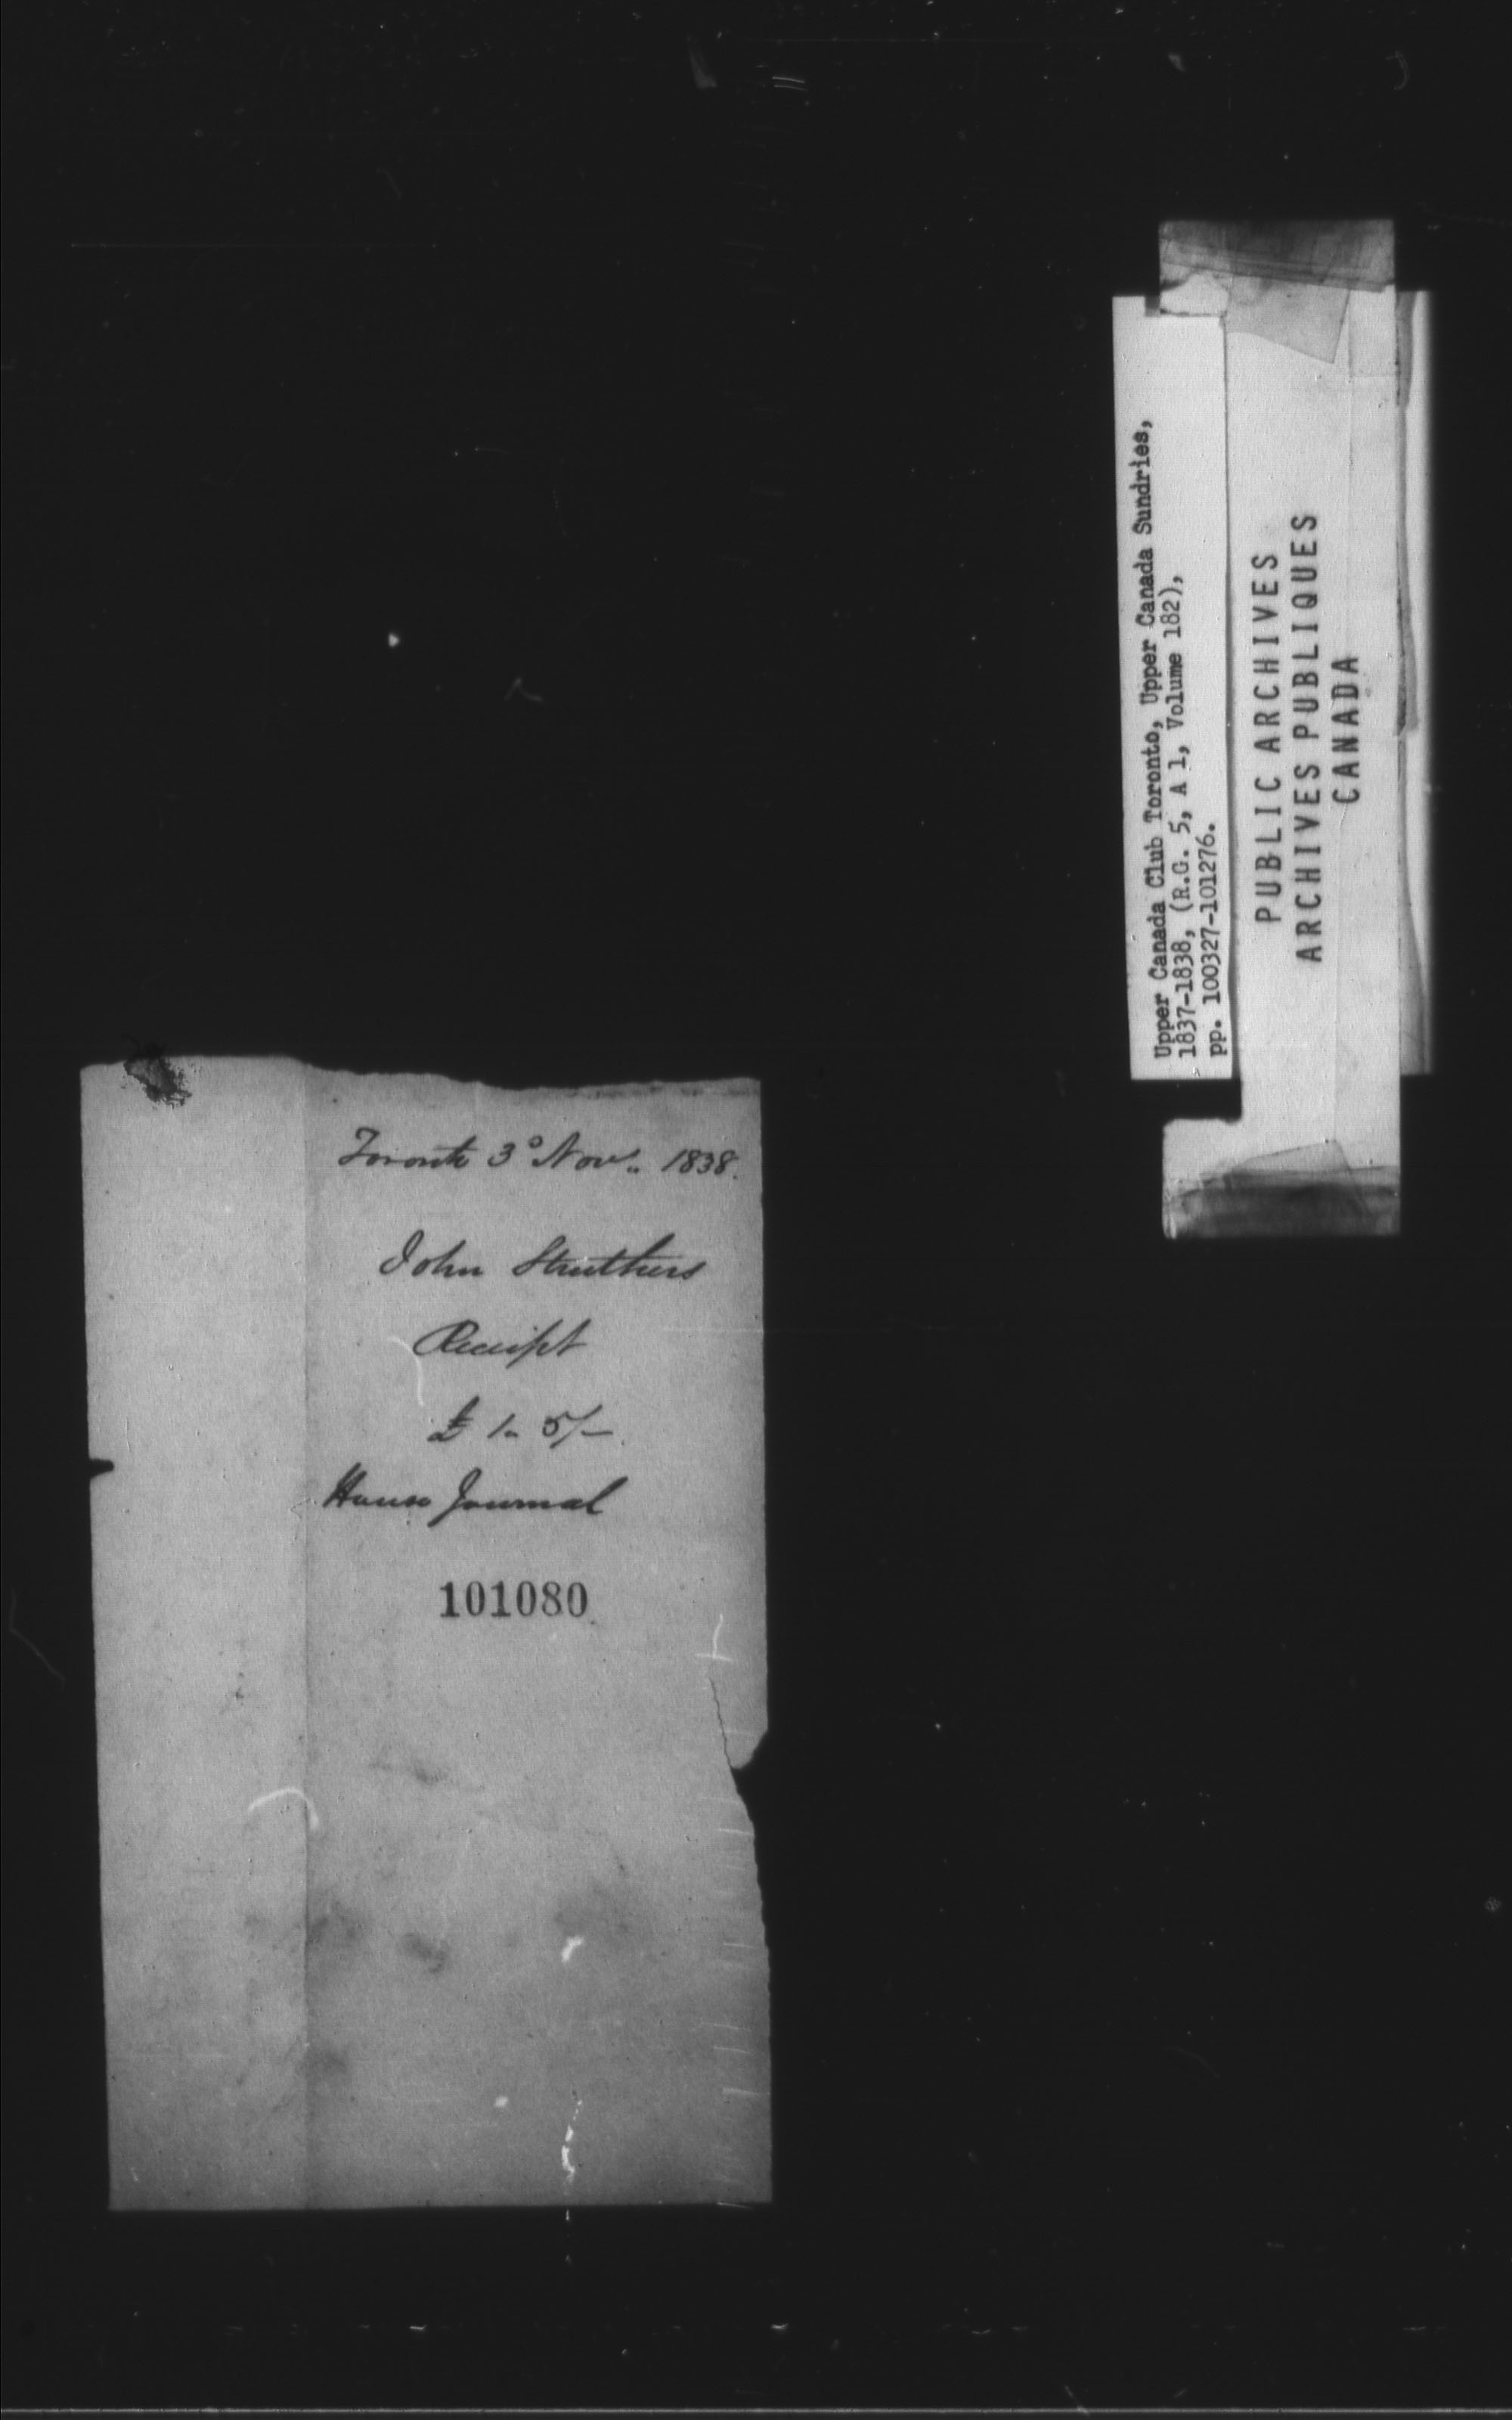 Upper Canada Club Toronto, Upper Canada Sundries,
1837-1838, (R.G. 5, A 1, Volume 182),
pp. 100327-101276.
PUBLIC ARCHIVES
ARCHIVES PUBLIQUES
CANADA
Toronto 3° Nov.. 1838.
John Struthers
Receipt
£ 1- 5/-
House Journal
101080